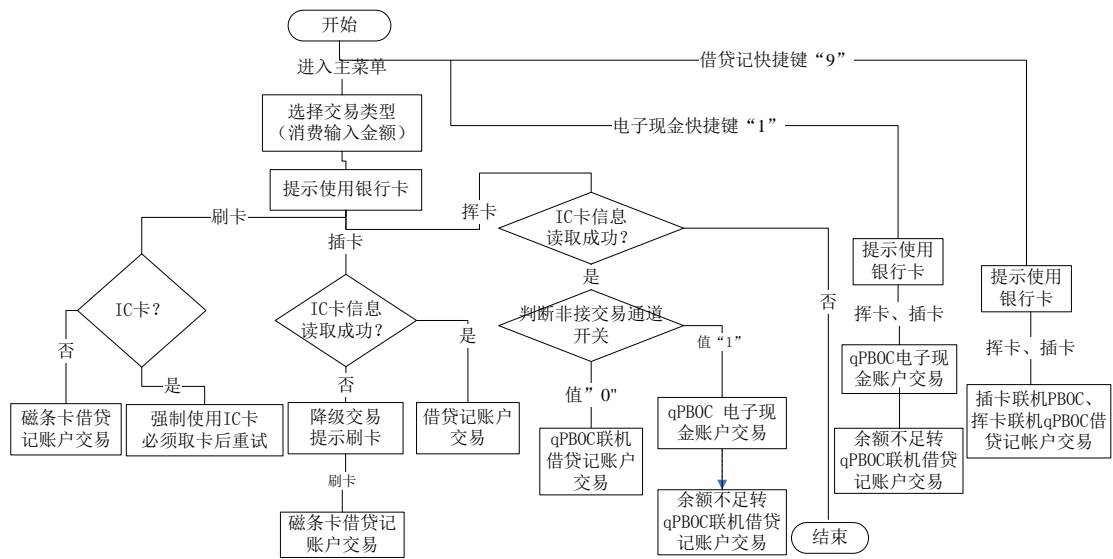 开始
进入主菜单
借贷记快捷键“9”
选择交易类型
（消费输入金额）
电子现金快捷键“1”
提示使用银行卡
刷卡
插卡
挥卡
IC卡信息
读取成功？
是
否
提示使用
银行卡
提示使用
银行卡
IC卡？
IC卡信息
读取成功？
判断非接交易通道
开关
挥卡、插卡
挥卡、插卡
否
是
否
是
值”0"
值“1”
qPBOC电子现
金账户交易
磁条卡借贷
记账户交易
强制使用IC卡
必须取卡后重试
降级交易
提示刷卡
借贷记账户
交易
qPBOC联机
借贷记账户
交易
qPBOC 电子现
金账户交易
余额不足转
qPBOC联机借贷
记账户交易
插卡联机PBOC、
挥卡联机qPBOC借
贷记帐户交易
刷卡
磁条卡借贷记
账户交易
余额不足转
qPBOC联机借贷
记账户交易
结束